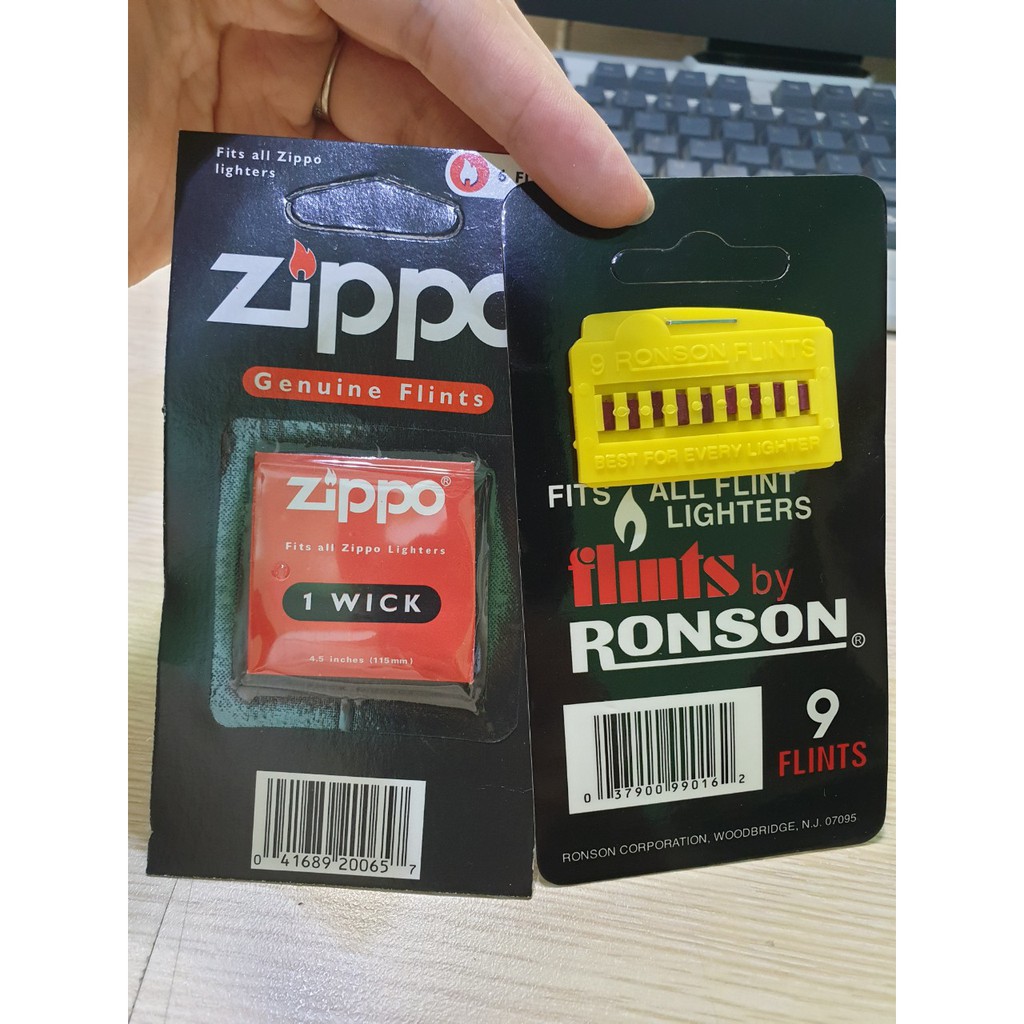 Fits all Zippo
lighters
6 Fl
Zippo
Genuine Flints
Zippo®
Fits all Zippo Lighters
1 WICK
4.5 inches (115mm)
0 41689 20065 7
9 RONSON FLINTS
BEST FOR EVERY LIGHTER
FITS ALL FLINT
LIGHTERS
flints by
RONSON®
0 37900 99016 2
9
FLINTS
RONSON CORPORATION, WOODBRIDGE, N.J. 07095